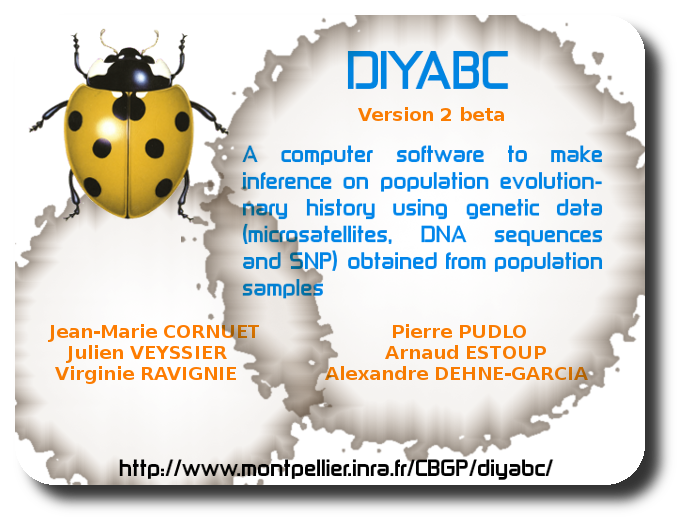 DIYABC
Version 2 beta
A computer software to make
inference on population evolution-
nary history using genetic data
(microsatellites, DNA sequences
and SNP) obtained from population
samples
Jean-Marie CORNUET
Julien VEYSSIER
Virginie RAVIGNIE
Pierre PUDLO
Arnaud ESTOUP
Alexandre DEHNE-GARCIA
http://www.montpellier.inra.fr/CBGP/diyabc/